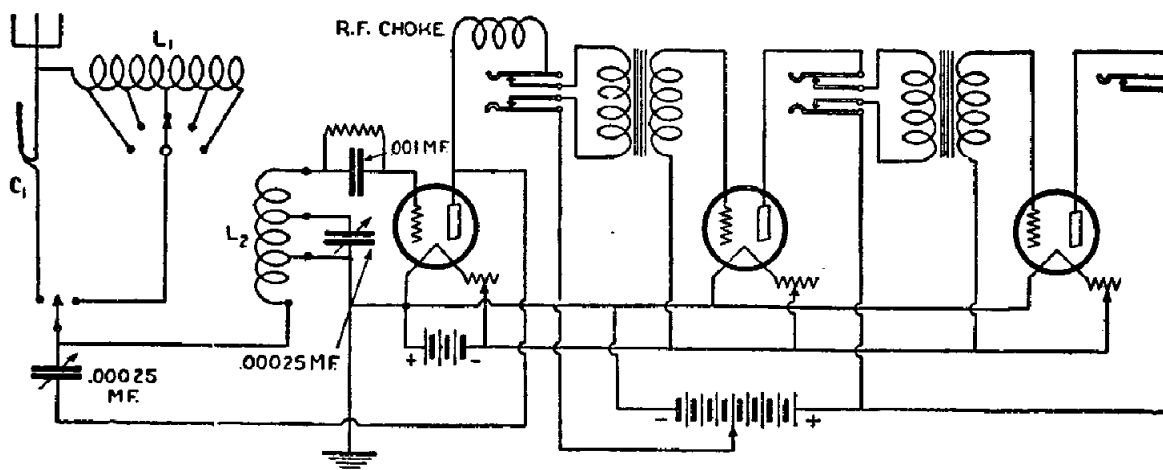 L1
R.F. CHOKE
.001 MF.
C1
L2
.00025 MF.
.00025
MF.
+ -
- +